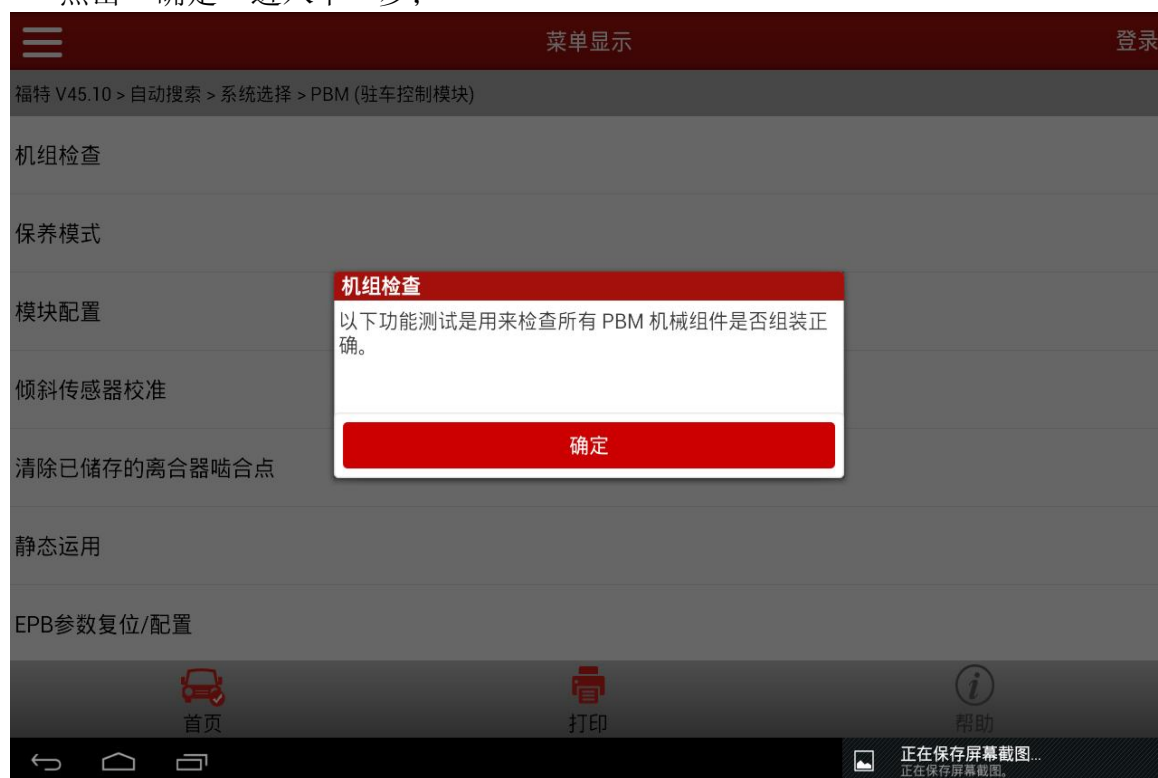 菜单显示
登录
福特 V45.10 > 自动搜索 > 系统选择 > PBM (驻车控制模块)
机组检查
保养模式
模块配置
倾斜传感器校准
清除已储存的离合器啮合点
静态运用
EPB参数复位/配置
机组检查
以下功能测试是用来检查所有 PBM 机械组件是否组装正
确。
确定
首页
打印
帮助
正在保存屏幕截图...
正在保存屏幕截图。